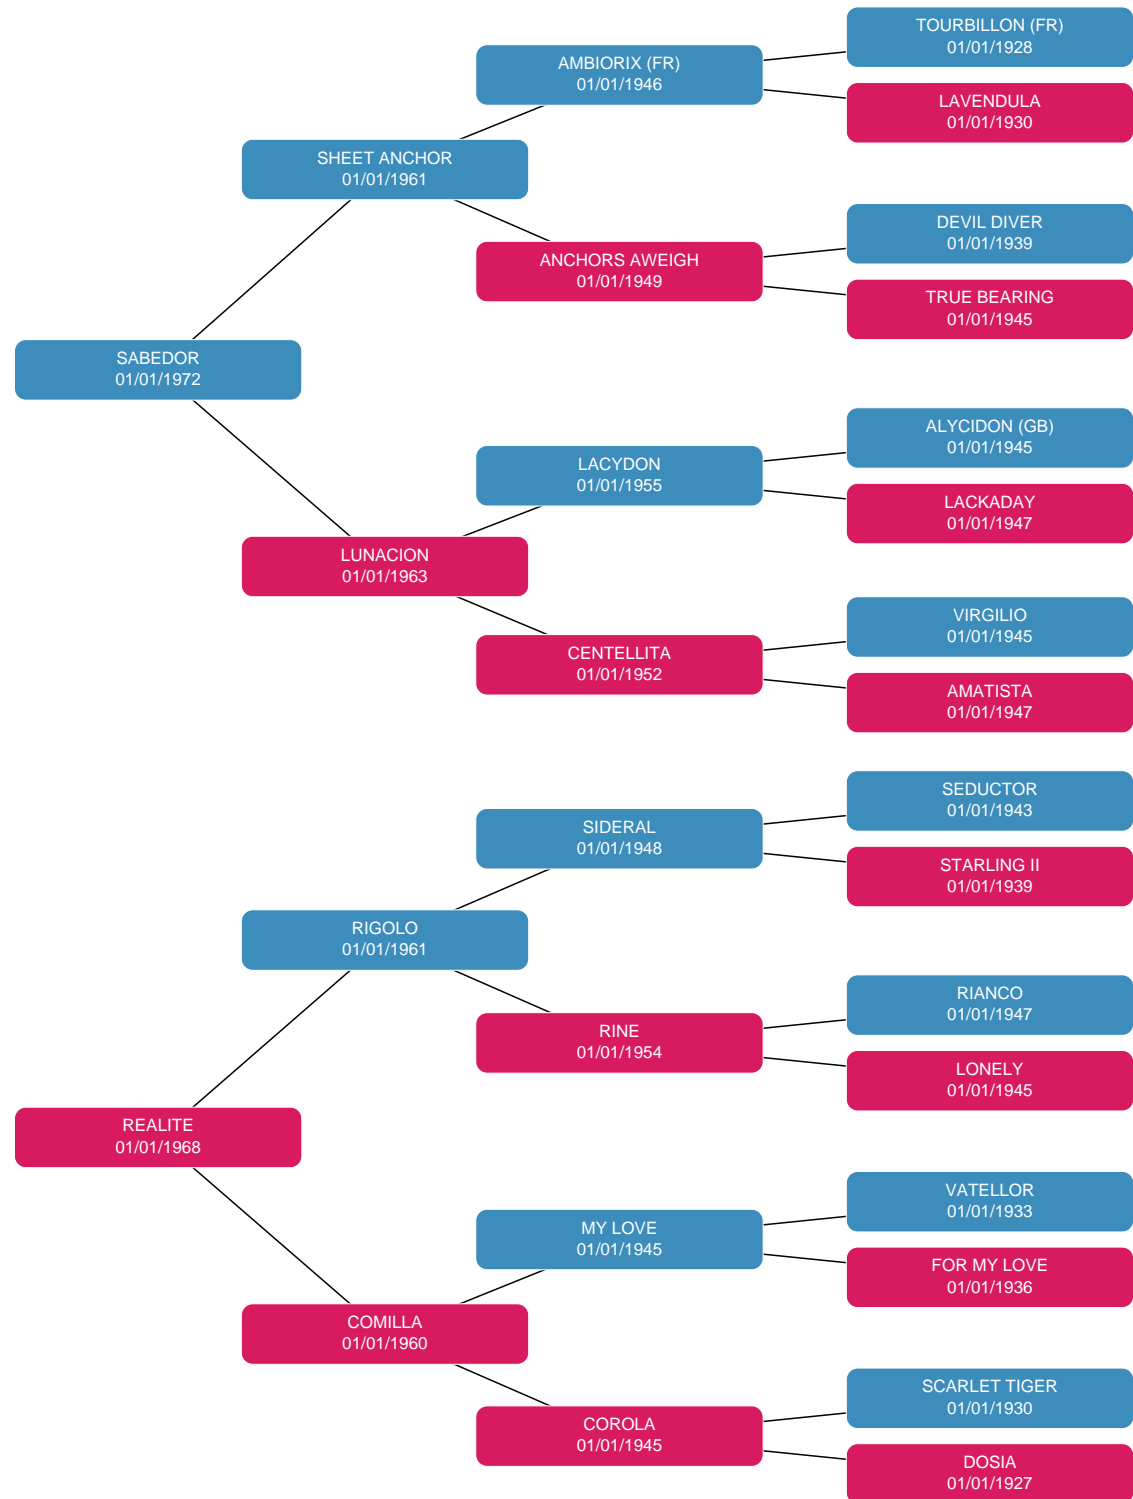 TOURBILLON (FR)
01/01/1928
AMBIORIX (FR)
01/01/1946
LAVENDULA
01/01/1930
SHEET ANCHOR
01/01/1961
DEVIL DIVER
01/01/1939
ANCHORS AWEIGH
01/01/1949
TRUE BEARING
01/01/1945
SABEDOR
01/01/1972
ALYCIDON (GB)
01/01/1945
LACYDON
01/01/1955
LACKADAY
01/01/1947
LUNACION
01/01/1963
VIRGILIO
01/01/1945
CENTELLITA
01/01/1952
AMATISTA
01/01/1947
SEDUCTOR
01/01/1943
SIDERAL
01/01/1948
STARLING II
01/01/1939
RIGOLO
01/01/1961
RIANCO
01/01/1947
RINE
01/01/1954
LONELY
01/01/1945
REALITE
01/01/1968
VATELLOR
01/01/1933
MY LOVE
01/01/1945
FOR MY LOVE
01/01/1936
COMILLA
01/01/1960
SCARLET TIGER
01/01/1930
COROLA
01/01/1945
DOSIA
01/01/1927